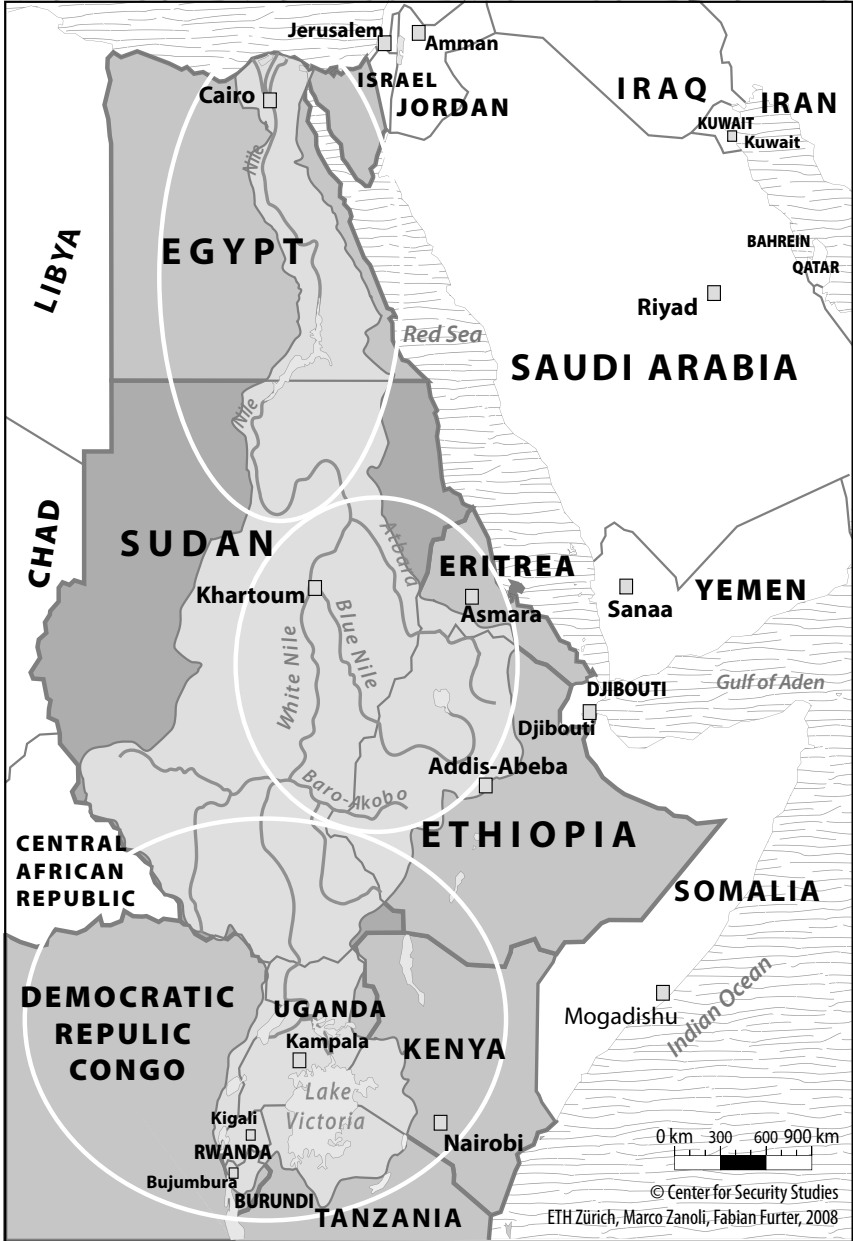 Jerusalem
Amman
ISRAEL
JORDAN
IRAQ
IRAN
KUWAIT
Kuwait
Cairo
Nile
EGYPT
LIBYA
BAHREIN
QATAR
Riyad
Red Sea
SAUDI ARABIA
Nile
CHAD
SUDAN
Atbara
ERITREA
Khartoum
Asmara
Sanaa
YEMEN
White Nile
Blue Nile
DJIBOUTI
Gulf of Aden
Djibouti
Addis-Abeba
Baro-Akobo
ETHIOPIA
CENTRAL
AFRICAN
REPUBLIC
SOMALIA
DEMOCRATIC
REPULIC
CONGO
UGANDA
Kampala
KENYA
Mogadishu
Indian Ocean
Lake
Victoria
Kigali
RWANDA
Nairobi
Bujumbura
BURUNDI
TANZANIA
0 km 300 600 900 km
© Center for Security Studies
ETH Zürich, Marco Zanoli, Fabian Furter, 2008